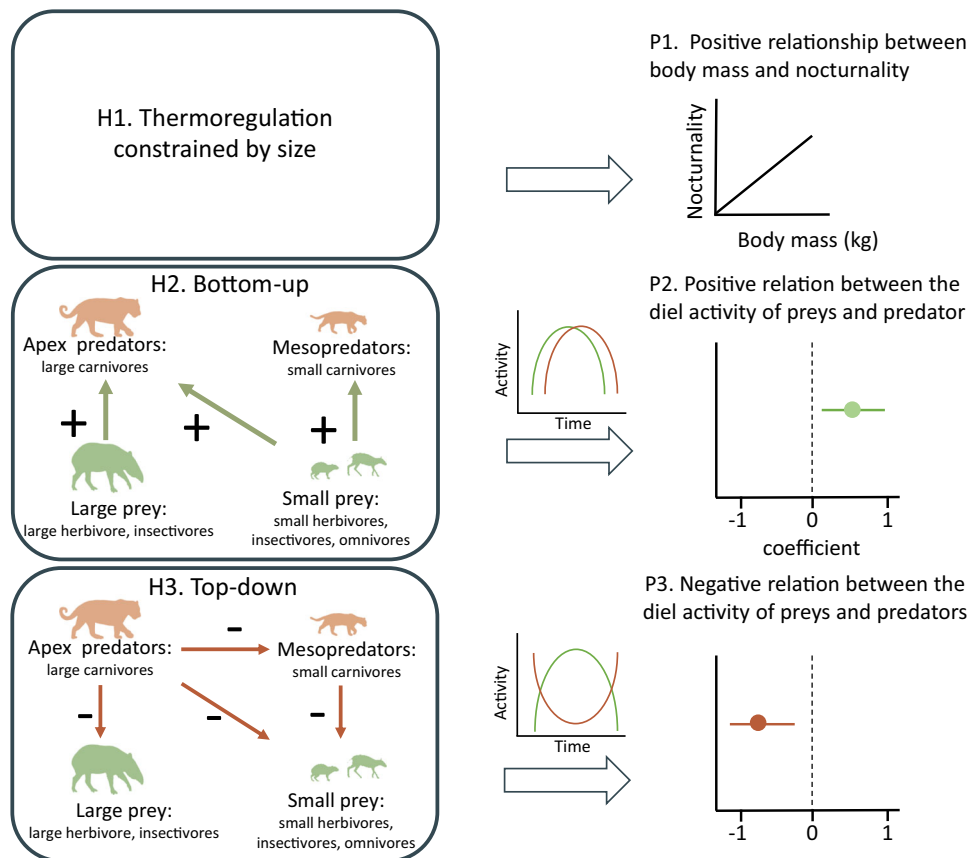 H1. Thermoregulation
constrained by size
P1. Positive relationship between
body mass and nocturnality
Nocturnality
Body mass (kg)
H2. Bottom-up
Apex predators:
large carnivores
Mesopredators:
small carnivores
+
+
+
Large prey:
large herbivore, insectivores
Small prey:
small herbivores,
insectivores, omnivores
Activity
Time
P2. Positive relation between the
diel activity of preys and predator
-1 0 1
coefficient
H3. Top-down
Apex predators:
large carnivores
-
Mesopredators:
small carnivores
-
-
-
Large prey:
large herbivore, insectivores
Small prey:
small herbivores,
insectivores, omnivores
Activity
Time
P3. Negative relation between the
diel activity of preys and predators
-1 0 1